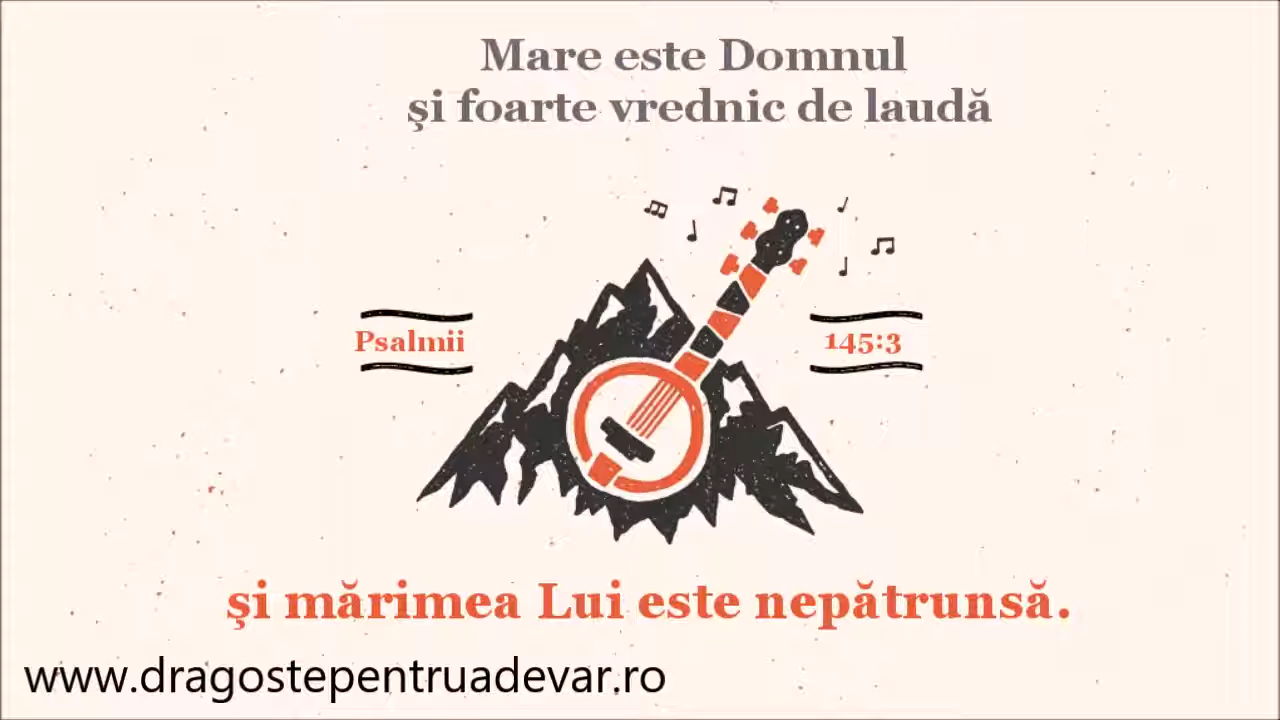 Mare este Domnul
şi foarte vrednic de laudă
Psalmii
145:3
şi mărimea Lui este nepătrunsă.
www.dragostepentruadevar.ro